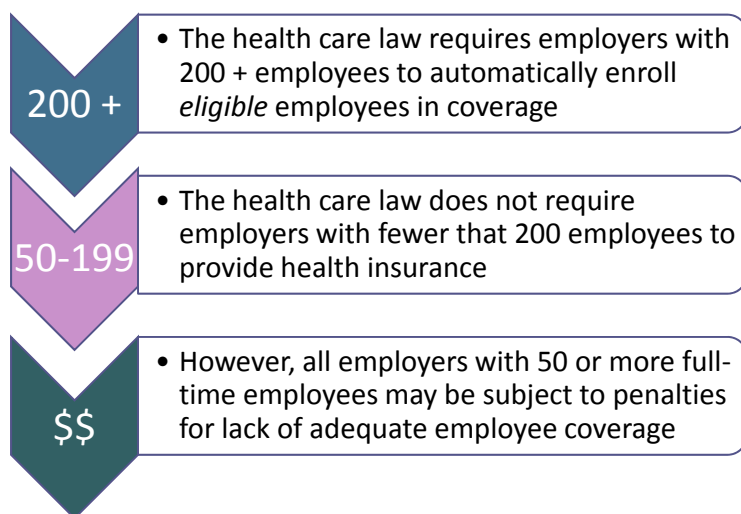 200 +
• The health care law requires employers with
200 + employees to automatically enroll
eligible employees in coverage
50-199
• The health care law does not require
employers with fewer that 200 employees to
provide health insurance
$$
• However, all employers with 50 or more full-
time employees may be subject to penalties
for lack of adequate employee coverage